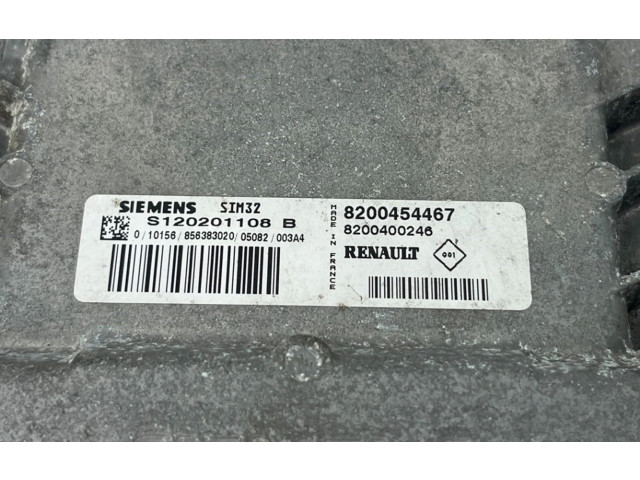 SIEMENS SIM32
S120201108 B
0/10156/856383020/05082/003A4
MADE IN FRANCE
8200454467
8200400246
RENAULT 001